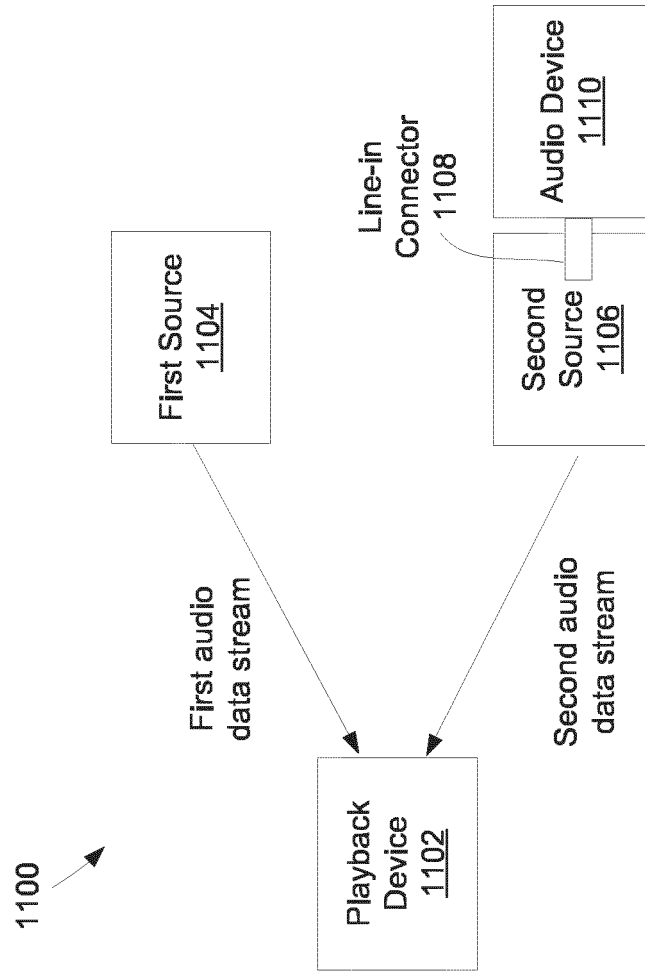 1100
Playback
Device
1102
First audio
data stream
Second audio
data stream
First Source
1104
Second
Source
1106
Line-in
Connector
1108
Audio Device
1110